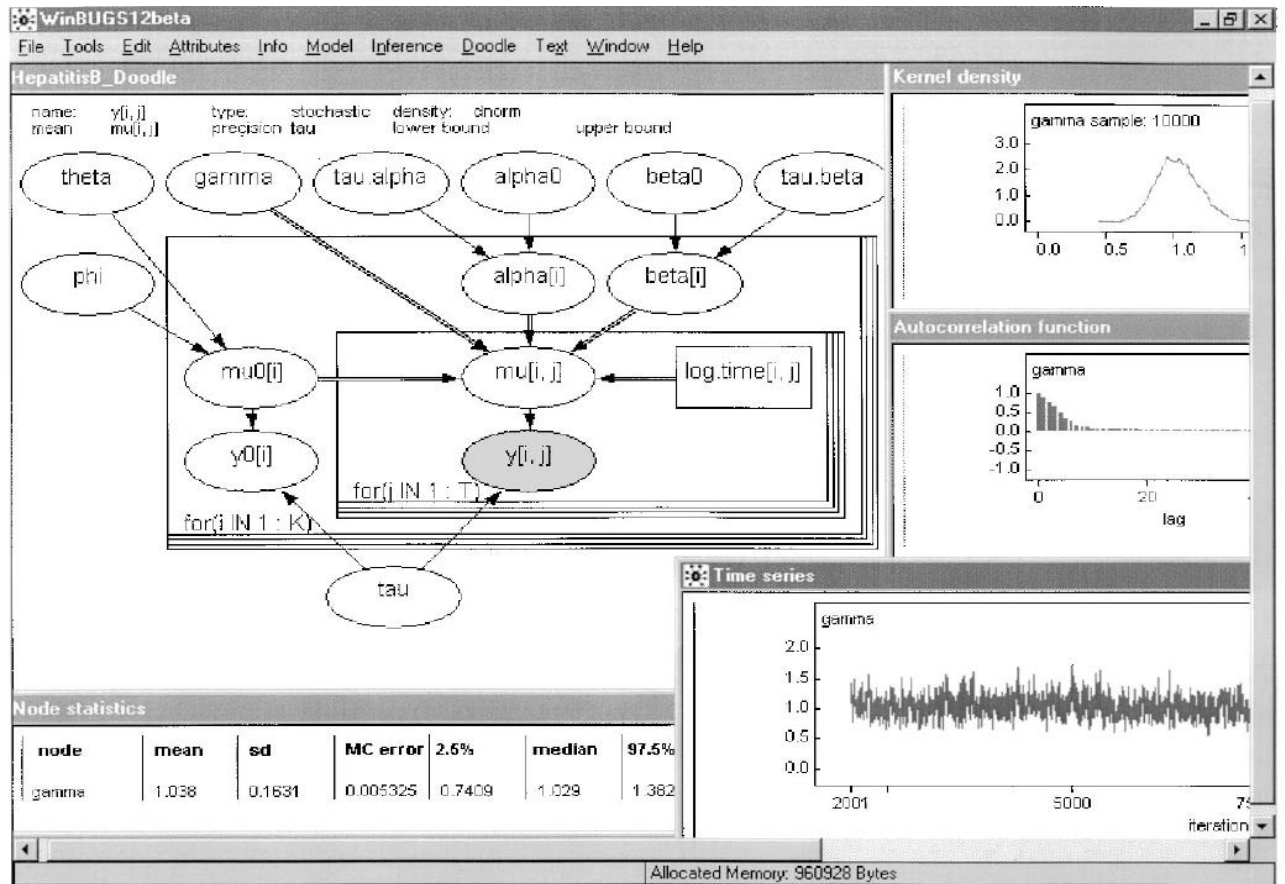 WinBUGS12beta
File Tools Edit Attributes Info Model Inference Doodle Text Window Help
HepatitisB_Doodle
name: y[i, j] type: stochastic density: dnorm
mean mu[i, j] precision tau lower bound upper bound
theta gamma tau.alpha alpha0 beta0 tau.beta
phi alpha[i] beta[i]
mu0[i] mu[i, j] log.time[i, j]
y0[i] y[i, j]
for(j IN 1 : T)
for(i IN 1 : K)
tau
Kernel density
gamma sample: 10000
3.0
2.0
1.0
0.0
0.0 0.5 1.0 1
Autocorrelation function
gamma
1.0
0.5
0.0
-0.5
-1.0
0 20
lag
Time series
gamma
2.0
1.5
1.0
0.5
0.0
2001 5000 75
iteration
Node statistics
node mean sd MC error 2.5% median 97.5%
gamma 1.038 0.1631 0.005325 0.7409 1.029 1.382
Allocated Memory: 960928 Bytes